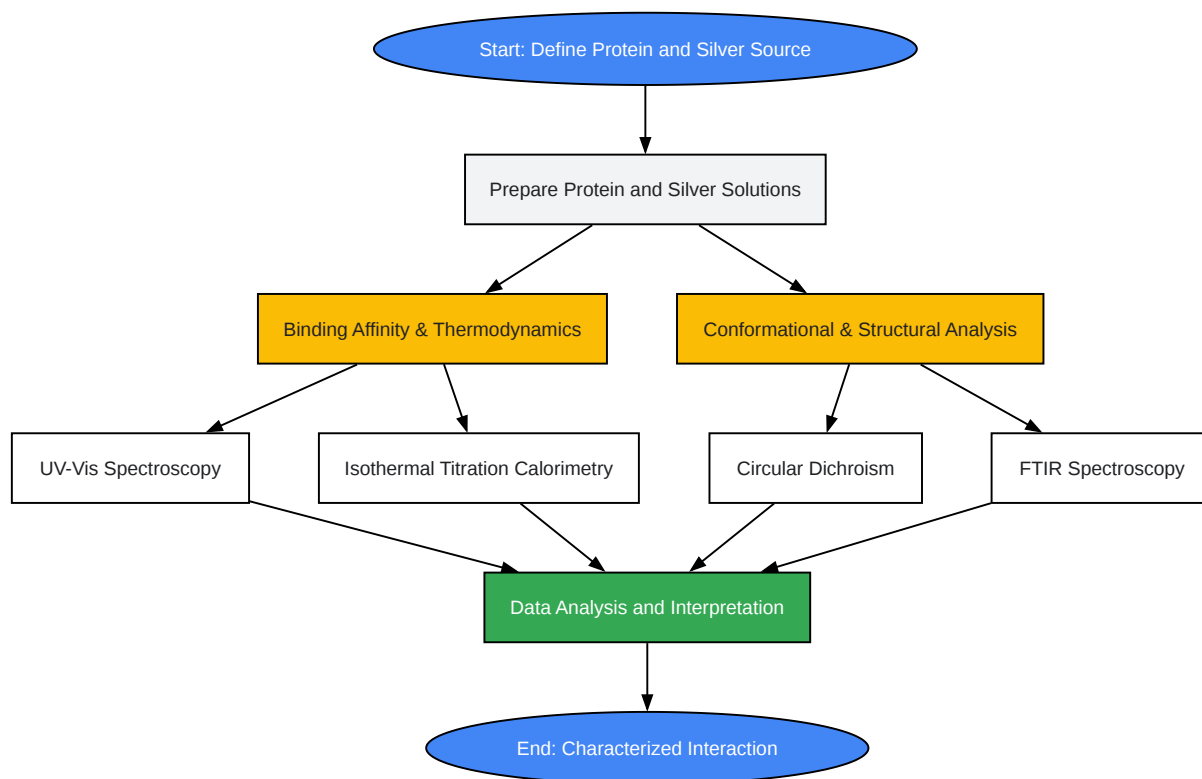 Start: Define Protein and Silver Source
Prepare Protein and Silver Solutions
Binding Affinity & Thermodynamics
Conformational & Structural Analysis
UV-Vis Spectroscopy
Isothermal Titration Calorimetry
Circular Dichroism
FTIR Spectroscopy
Data Analysis and Interpretation
End: Characterized Interaction